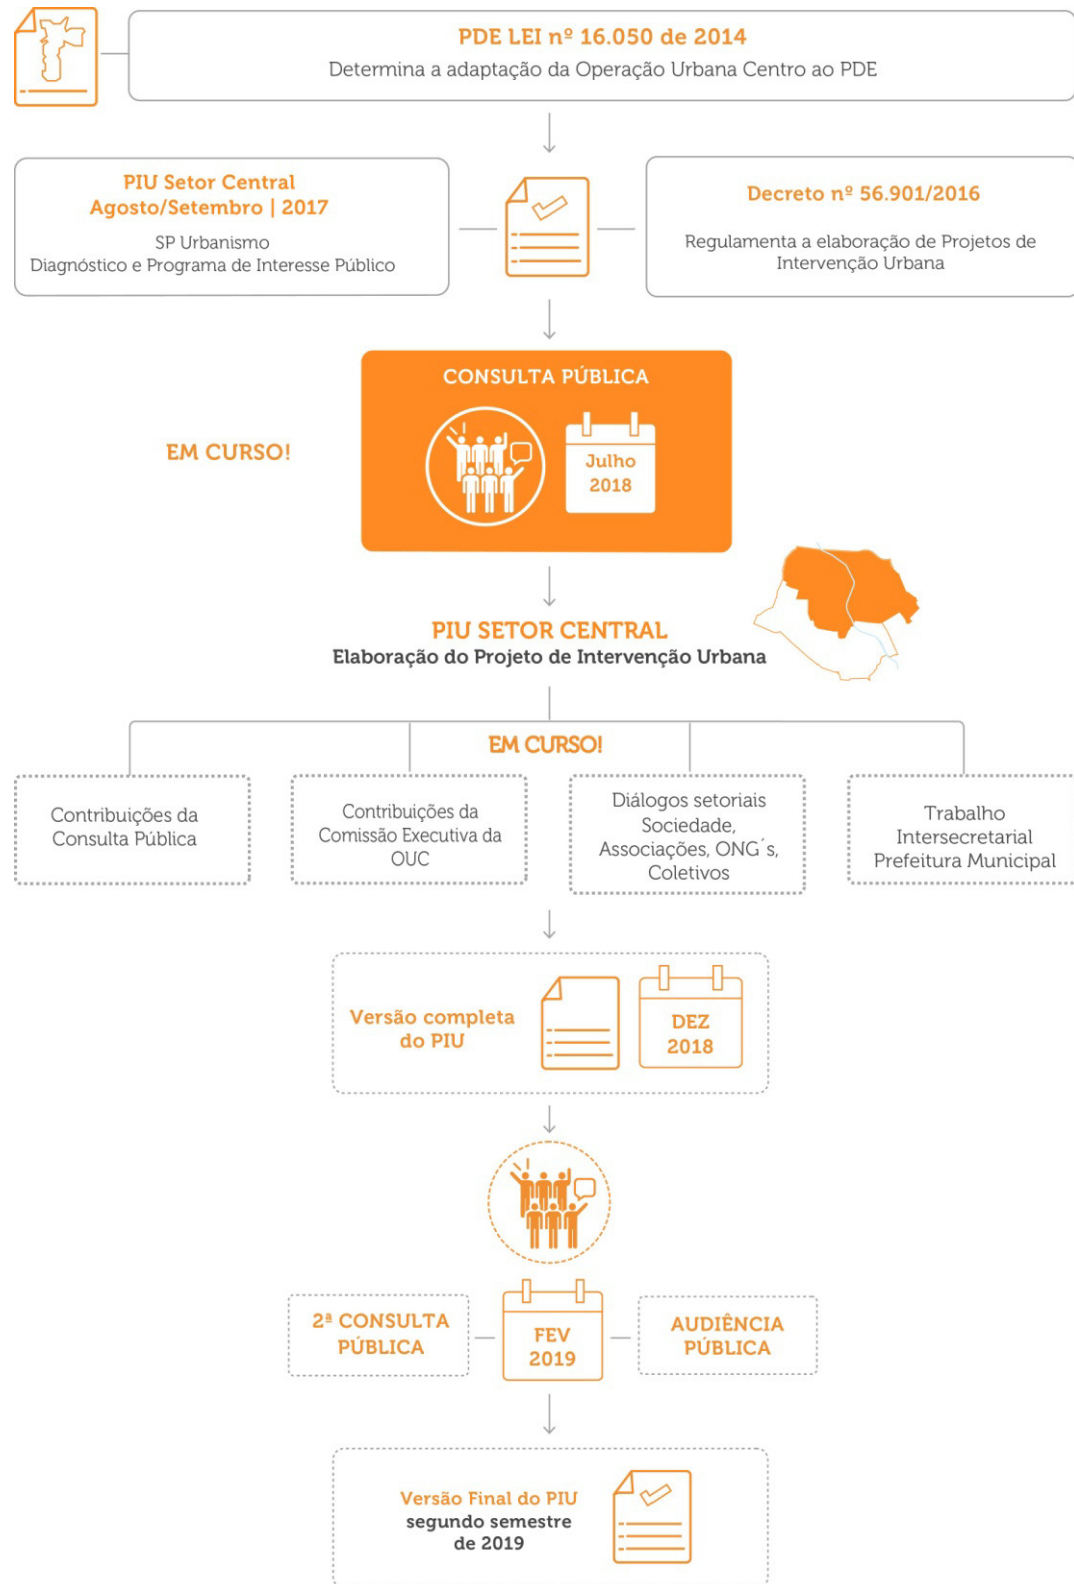 PDE LEI nº 16.050 de 2014
Determina a adaptação da Operação Urbana Centro ao PDE
PIU Setor Central
Agosto/Setembro | 2017
SP Urbanismo
Diagnóstico e Programa de Interesse Público
Decreto nº 56.901/2016
Regulamenta a elaboração de Projetos de
Intervenção Urbana
CONSULTA PÚBLICA
EM CURSO!
Julho
2018
PIU SETOR CENTRAL
Elaboração do Projeto de Intervenção Urbana
EM CURSO!
Contribuições da
Consulta Pública
Contribuições da
Comissão Executiva da
OUC
Diálogos setoriais
Sociedade,
Associações, ONG´s,
Coletivos
Trabalho
Intersecretarial
Prefeitura Municipal
Versão completa
do PIU
DEZ
2018
2ª CONSULTA
PÚBLICA
FEV
2019
AUDIÊNCIA
PÚBLICA
Versão Final do PIU
segundo semestre
de 2019